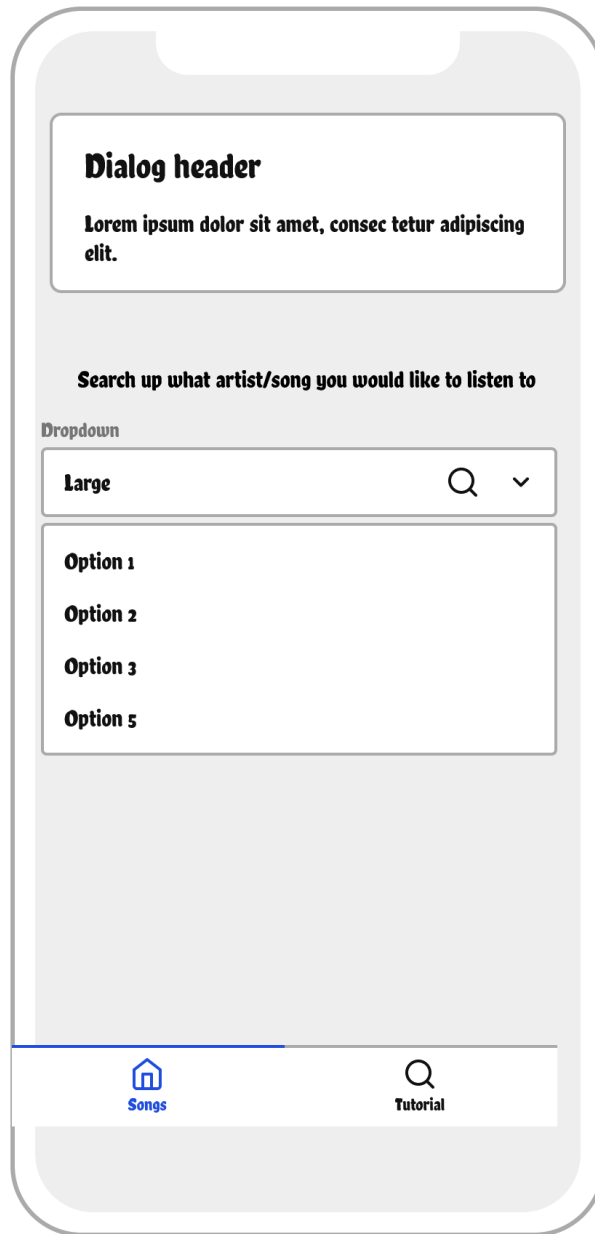 Dialog header
Lorem ipsum dolor sit amet, consec tetur adipiscing
elit.
Search up what artist/song you would like to listen to
Dropdown
Large
Option 1
Option 2
Option 3
Option 5
Songs
Tutorial